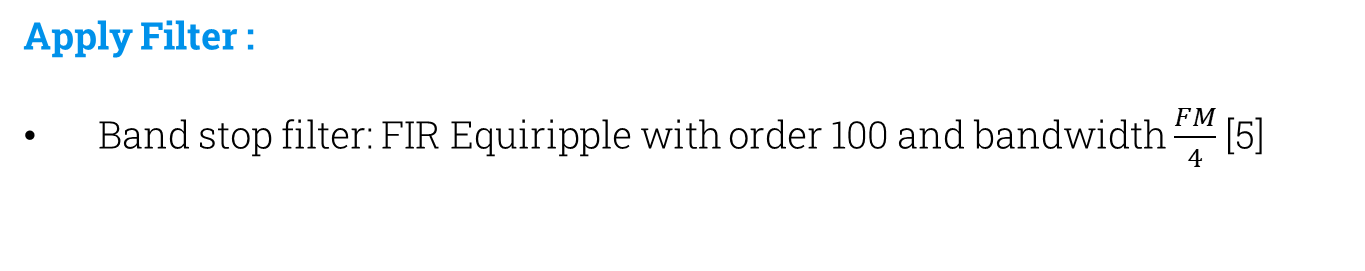 Apply Filter :
• Band stop filter: FIR Equiripple with order 100 and bandwidth FM/4 [5]